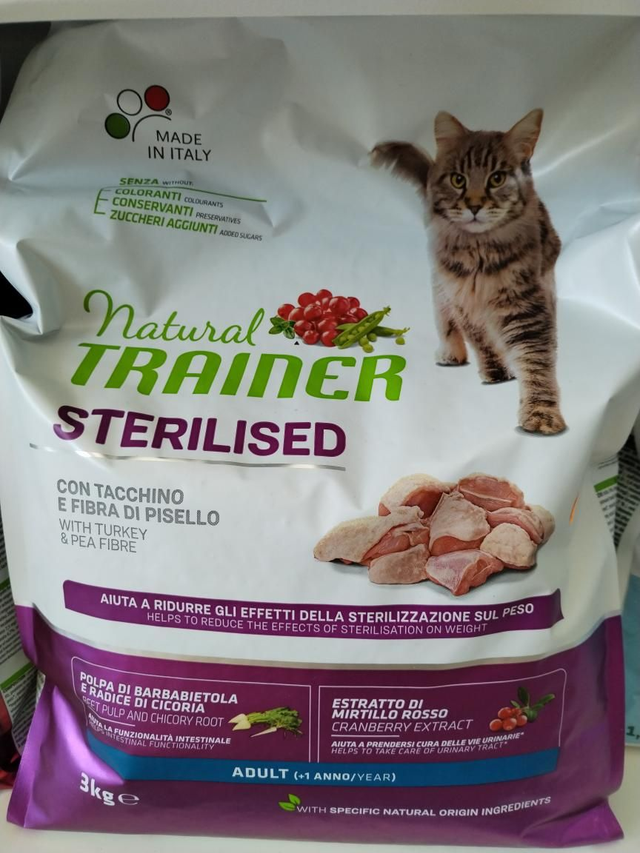 MADE
IN ITALY
SENZA WITHOUT:
COLORANTI COLOURANTS
CONSERVANTI PRESERVATIVES
ZUCCHERI AGGIUNTI ADDED SUGARS
Natural
TRAINER
STERILISED
CON TACCHINO
E FIBRA DI PISELLO
WITH TURKEY
& PEA FIBRE
AIUTA A RIDURRE GLI EFFETTI DELLA STERILIZZAZIONE SUL PESO
HELPS TO REDUCE THE EFFECTS OF STERILISATION ON WEIGHT
POLPA DI BARBABIETOLA
E RADICE DI CICORIA
BEET PULP AND CHICORY ROOT
AIUTA LA FUNZIONALITÀ INTESTINALE
HELPS INTESTINAL FUNCTIONALITY
ESTRATTO DI
MIRTILLO ROSSO
CRANBERRY EXTRACT
AIUTA A PRENDERSI CURA DELLE VIE URINARIE*
HELPS TO TAKE CARE OF URINARY TRACT*
ADULT (+1 ANNO/YEAR)
3kg e
WITH SPECIFIC NATURAL ORIGIN INGREDIENTS